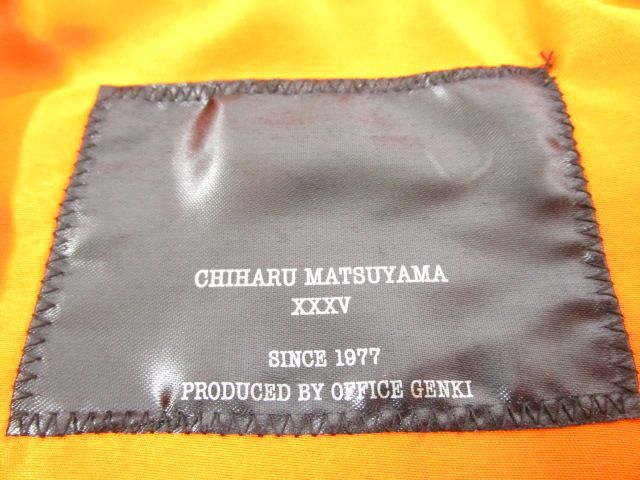 CHIHARU MATSUYAMA
XXXV
SINCE 1977
PRODUCED BY OFFICE GENKI